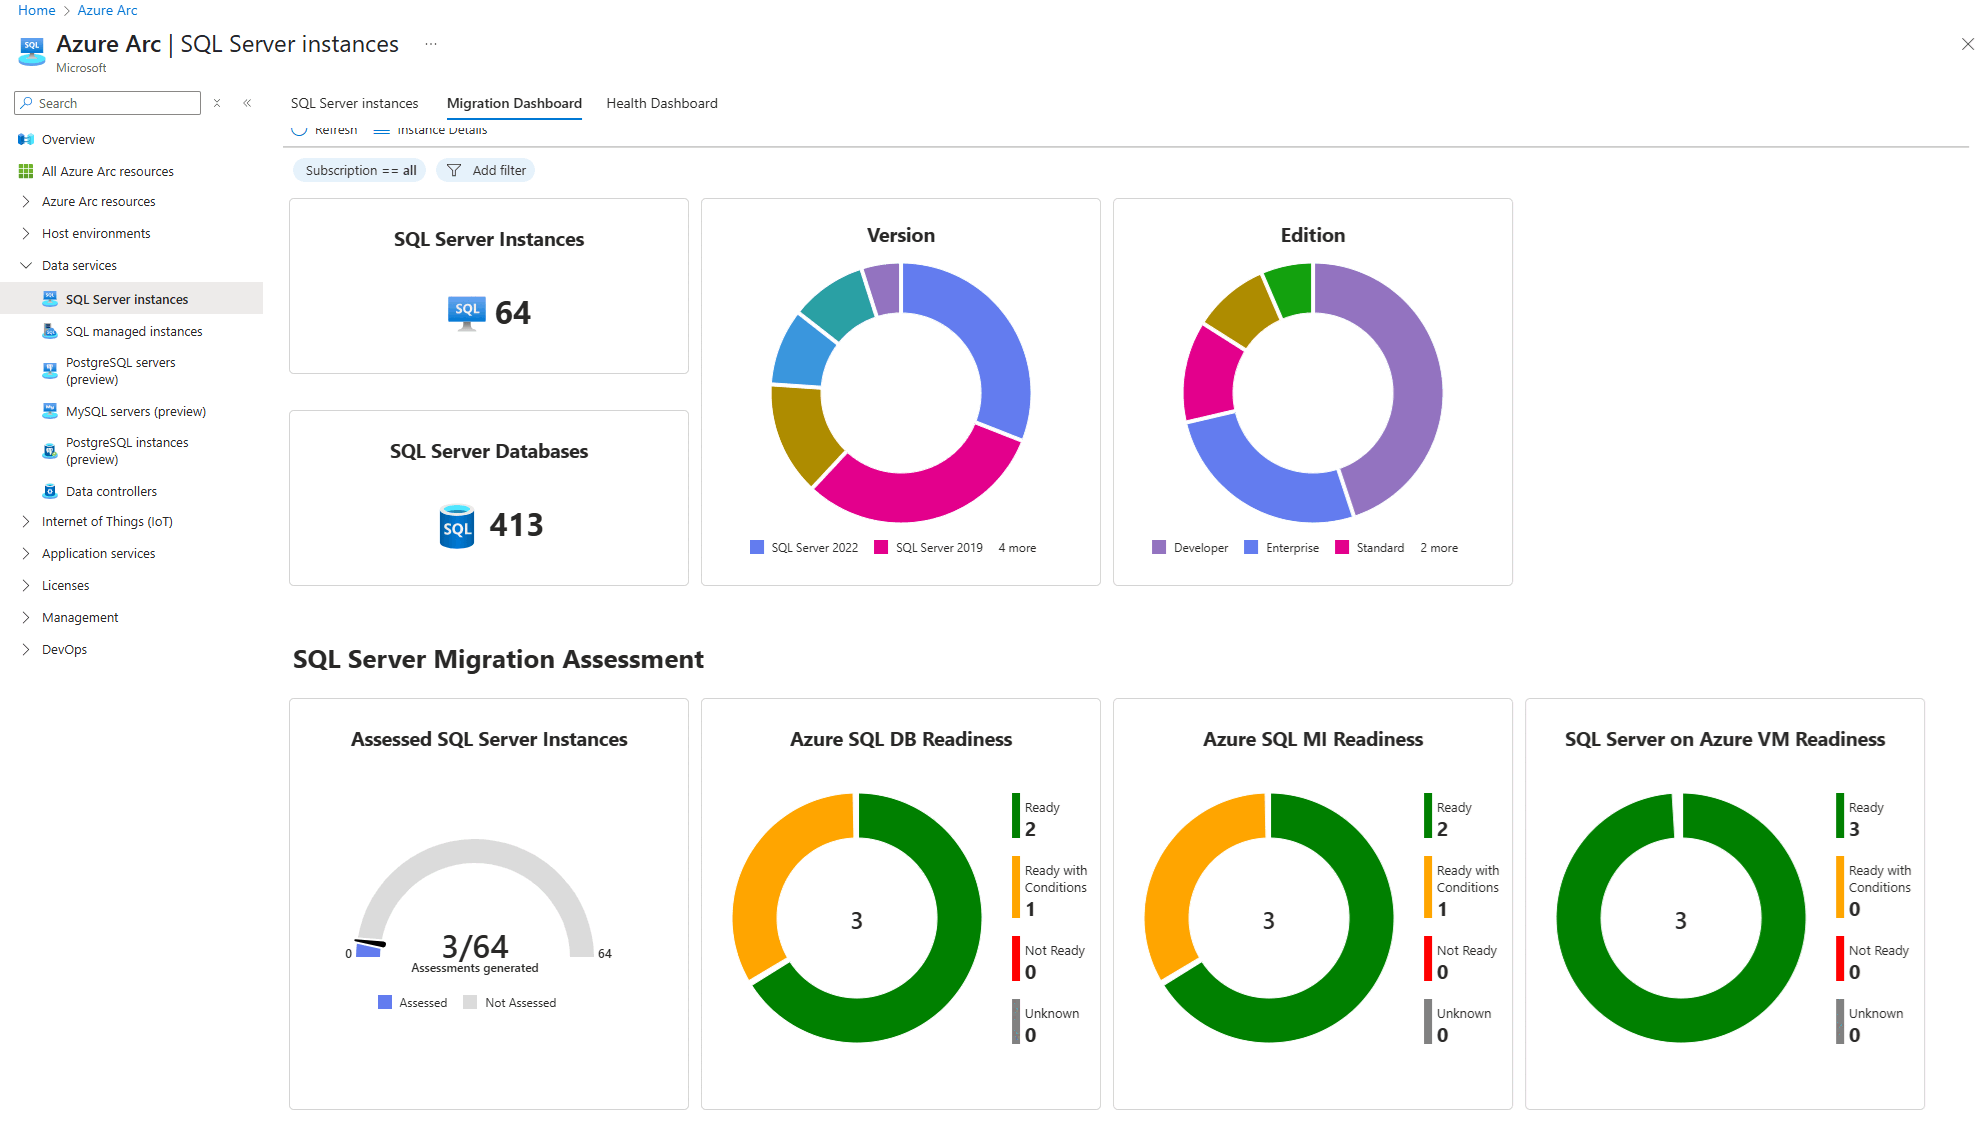 Home > Azure Arc
Azure Arc | SQL Server instances ...
Microsoft
Search
Overview
All Azure Arc resources
Azure Arc resources
Host environments
Data services
SQL Server instances
SQL managed instances
PostgreSQL servers
(preview)
MySQL servers (preview)
PostgreSQL instances
(preview)
Data controllers
Internet of Things (IoT)
Application services
Licenses
Management
DevOps
SQL Server instances
Migration Dashboard
Health Dashboard
Refresh
Instance Details
Subscription == all
Add filter
SQL Server Instances
SQL 64
SQL Server Databases
SQL 413
Version
SQL Server 2022
SQL Server 2019
4 more
Edition
Developer
Enterprise
Standard
2 more
SQL Server Migration Assessment
Assessed SQL Server Instances
0
3/64
64
Assessments generated
Assessed
Not Assessed
Azure SQL DB Readiness
3
Ready
2
Ready with
Conditions
1
Not Ready
0
Unknown
0
Azure SQL MI Readiness
3
Ready
2
Ready with
Conditions
1
Not Ready
0
Unknown
0
SQL Server on Azure VM Readiness
3
Ready
3
Ready with
Conditions
0
Not Ready
0
Unknown
0